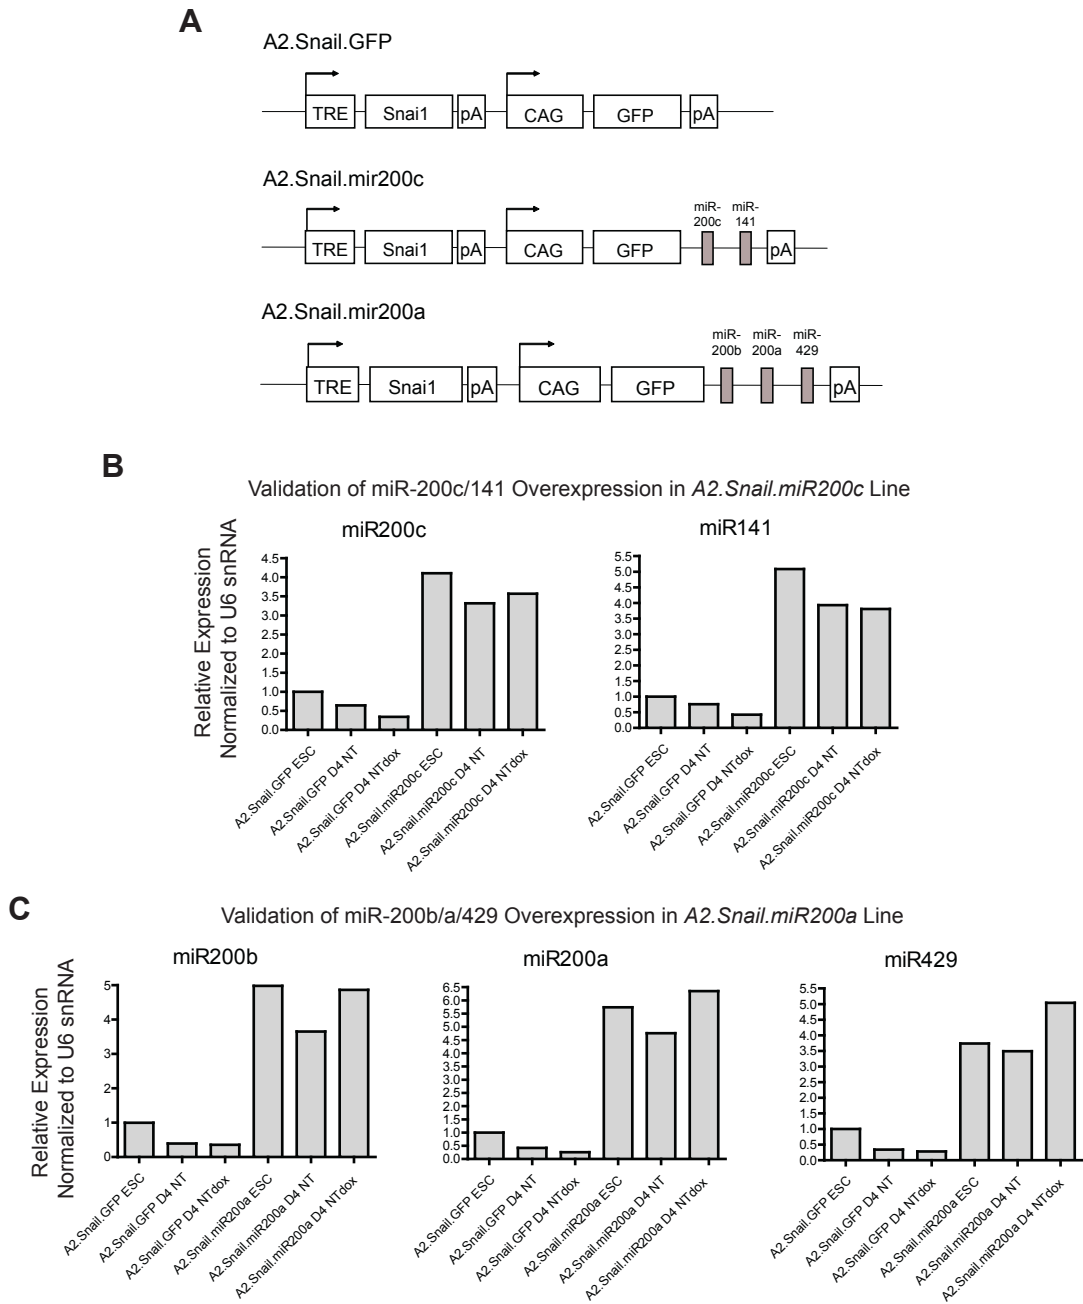 A
A2.Snail.GFP
TRE Snai1 pA CAG GFP pA
A2.Snail.mir200c
miR-200c miR-141
TRE Snai1 pA CAG GFP pA
A2.Snail.mir200a
miR-200b miR-200a miR-429
TRE Snai1 pA CAG GFP pA
B
Validation of miR-200c/141 Overexpression in A2.Snail.miR200c Line
Relative Expression
Normalized to U6 snRNA
miR200c
4.5
4.0
3.5
3.0
2.5
2.0
1.5
1.0
0.5
0.0
A2.Snail.GFP ESC
A2.Snail.GFP D4 NT
A2.Snail.GFP D4 NTdox
A2.Snail.miR200c ESC
A2.Snail.miR200c D4 NT
A2.Snail.miR200c D4 NTdox
miR141
5.5
5.0
4.5
4.0
3.5
3.0
2.5
2.0
1.5
1.0
0.5
0.0
A2.Snail.GFP ESC
A2.Snail.GFP D4 NT
A2.Snail.GFP D4 NTdox
A2.Snail.miR200c ESC
A2.Snail.miR200c D4 NT
A2.Snail.miR200c D4 NTdox
C
Validation of miR-200b/a/429 Overexpression in A2.Snail.miR200a Line
Relative Expression
Normalized to U6 snRNA
miR200b
5
4
3
2
1
0
A2.Snail.GFP ESC
A2.Snail.GFP D4 NT
A2.Snail.GFP D4 NTdox
A2.Snail.miR200a ESC
A2.Snail.miR200a D4 NT
A2.Snail.miR200a D4 NTdox
miR200a
6.5
6.0
5.5
5.0
4.5
4.0
3.5
3.0
2.5
2.0
1.5
1.0
0.5
0.0
A2.Snail.GFP ESC
A2.Snail.GFP D4 NT
A2.Snail.GFP D4 NTdox
A2.Snail.miR200a ESC
A2.Snail.miR200a D4 NT
A2.Snail.miR200a D4 NTdox
miR429
5.5
5.0
4.5
4.0
3.5
3.0
2.5
2.0
1.5
1.0
0.5
0.0
A2.Snail.GFP ESC
A2.Snail.GFP D4 NT
A2.Snail.GFP D4 NTdox
A2.Snail.miR200a ESC
A2.Snail.miR200a D4 NT
A2.Snail.miR200a D4 NTdox